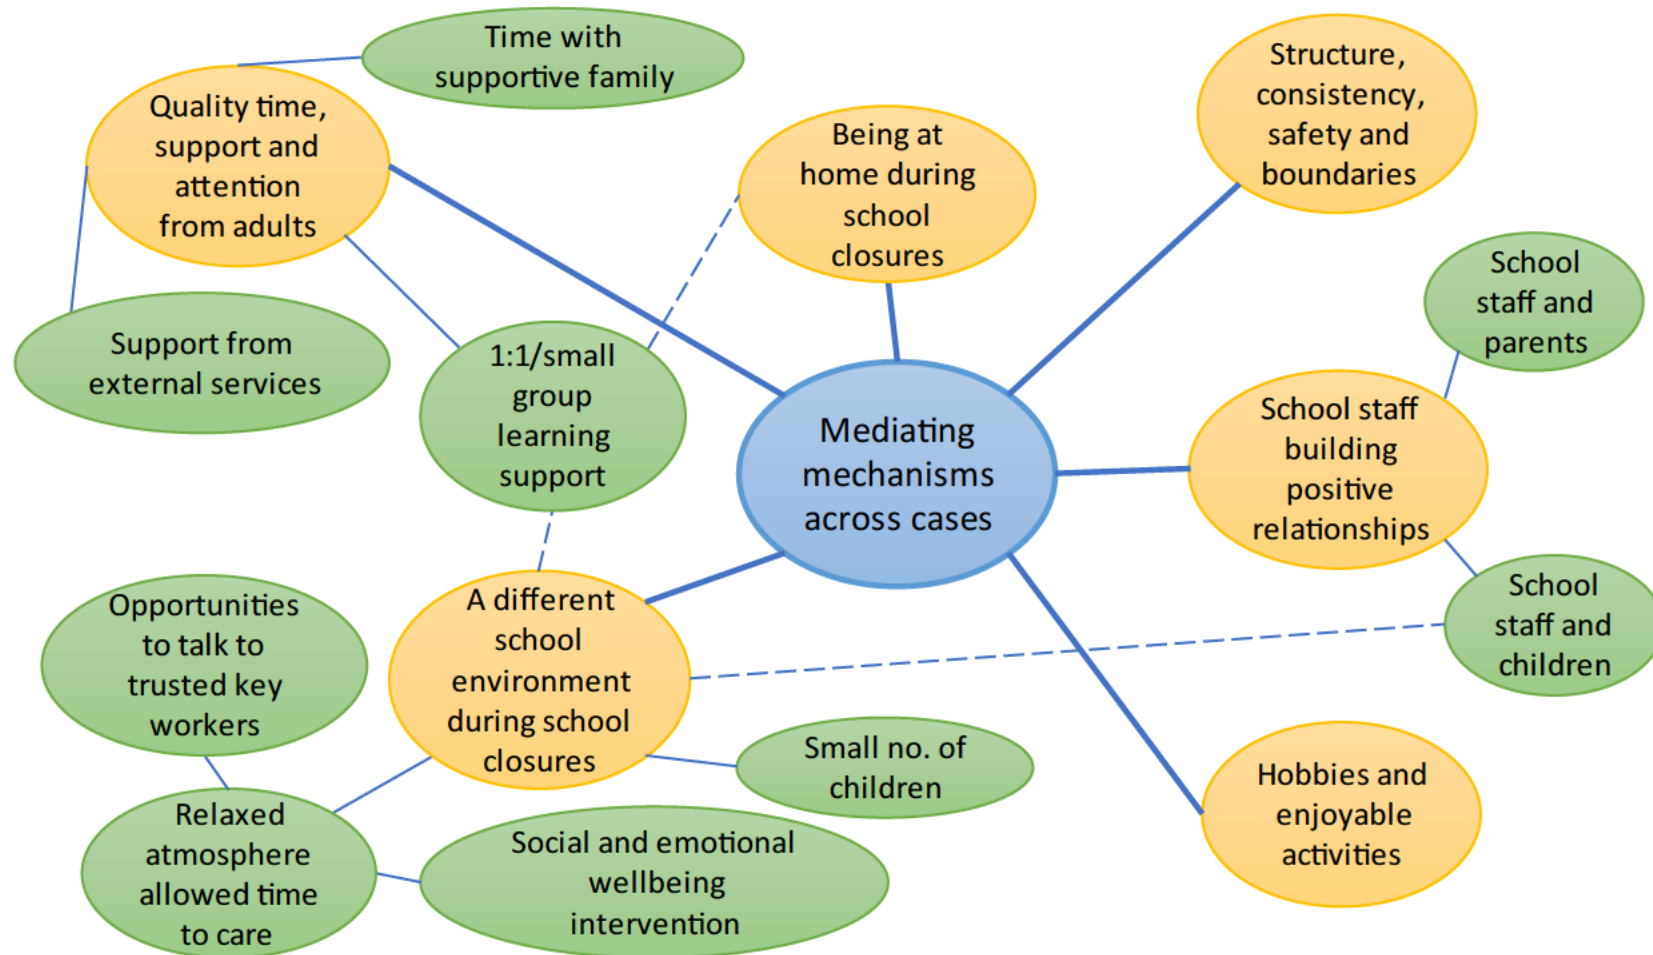 Time with
supportive family
Quality time,
support and
attention
from adults
Being at
home during
school
closures
Structure,
consistency,
safety and
boundaries
School
staff and
parents
Support from
external services
1:1/small
group
learning
support
Mediating
mechanisms
across cases
School staff
building
positive
relationships
School
staff and
children
Opportunities
to talk to
trusted key
workers
A different
school
environment
during school
closures
Small no. of
children
Hobbies and
enjoyable
activities
Relaxed
atmosphere
allowed time
to care
Social and emotional
wellbeing
intervention